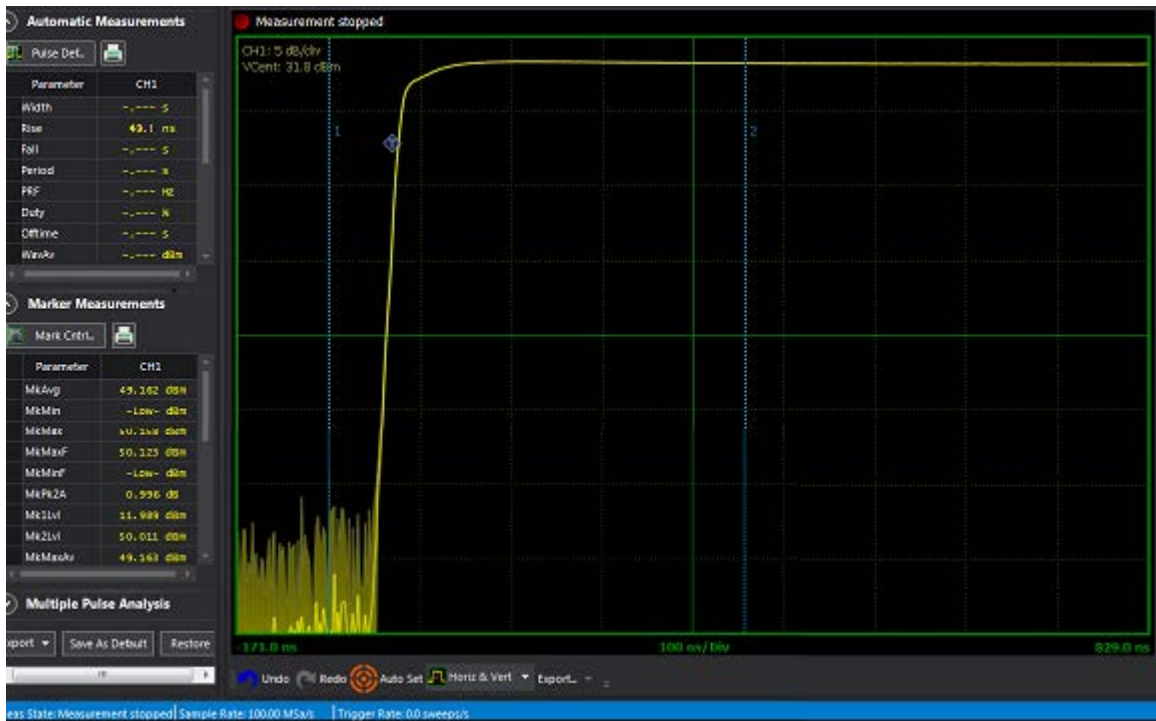 Automatic Measurements
Pulse Def..
Parameter CH1
Width -.--- s
Rise 49.1 ns
Fall -.--- s
Period -.--- s
PRF -.--- Hz
Duty -.--- %
Offtime -.--- s
WavAv -.--- dBm
Marker Measurements
Mark Cntrl..
Parameter CH1
MkAvg 49.162 dBm
MkMin -Low- dBm
MkMax dBm
MkMaxF 50.123 dBm
MkMinF -Low- dBm
MkPk2A 0.996 dB
Mk1Lvl 11.989 dBm
Mk2Lvl 50.011 dBm
MkMaxAv 49.163 dBm
Multiple Pulse Analysis
xport Save As Default Restore
Measurement stopped
CH1: 5 dB/div
VCent: 31.8 dBm
1
2
-171.0 ns 100 ns/Div 829.0 ns
Undo Redo Auto Set Horiz & Vert Export..
eas State: Measurement stopped Sample Rate: 100.00 MSa/s Trigger Rate: 0.0 sweeps/s